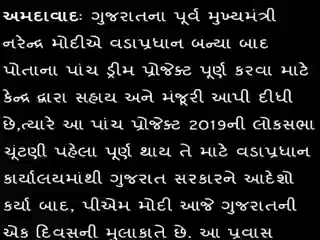 અમદાવાદઃ ગુજરાતના પૂર્વ મુખ્યમંત્રી
નરેન્દ્ર મોદીએ વડાપ્રધાન બન્યા બાદ
પોતાના પાંચ ડ્રીમ પ્રોજેક્ટ પૂર્ણ કરવા માટે
કેન્દ્ર દ્વારા સહાય અને મંજૂરી આપી દીધી
છે,ત્યારે આ પાંચ પ્રોજેક્ટ 2019ની લોકસભા
ચૂંટણી પહેલા પૂર્ણ થાય તે માટે વડાપ્રધાન
કાર્યાલયમાંથી ગુજરાત સરકારને આદેશો
કર્યા બાદ, પીએમ મોદી આજે ગુજરાતની
એક દિવસની મુલાકાતે છે. આ પ્રવાસ